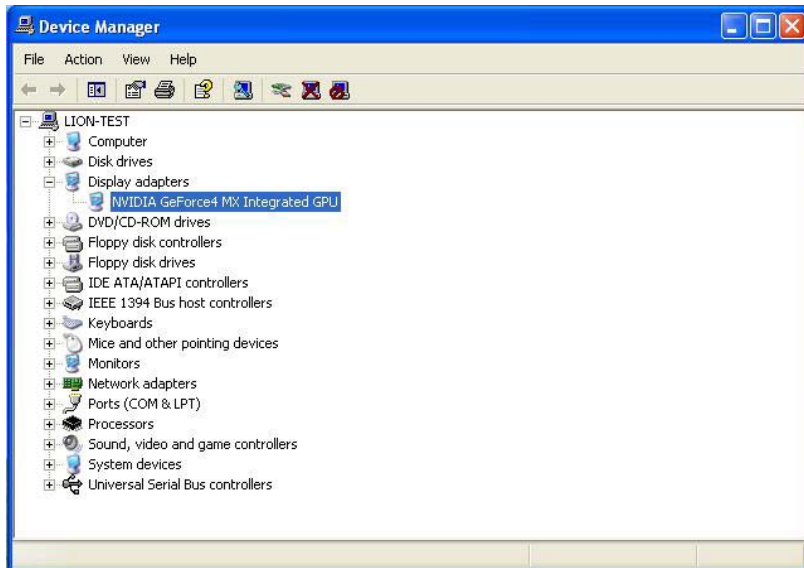 Device Manager
File Action View Help
LION-TEST
Computer
Disk drives
Display adapters
NVIDIA GeForce4 MX Integrated GPU
DVD/CD-ROM drives
Floppy disk controllers
Floppy disk drives
IDE ATA/ATAPI controllers
IEEE 1394 Bus host controllers
Keyboards
Mice and other pointing devices
Monitors
Network adapters
Ports (COM & LPT)
Processors
Sound, video and game controllers
System devices
Universal Serial Bus controllers